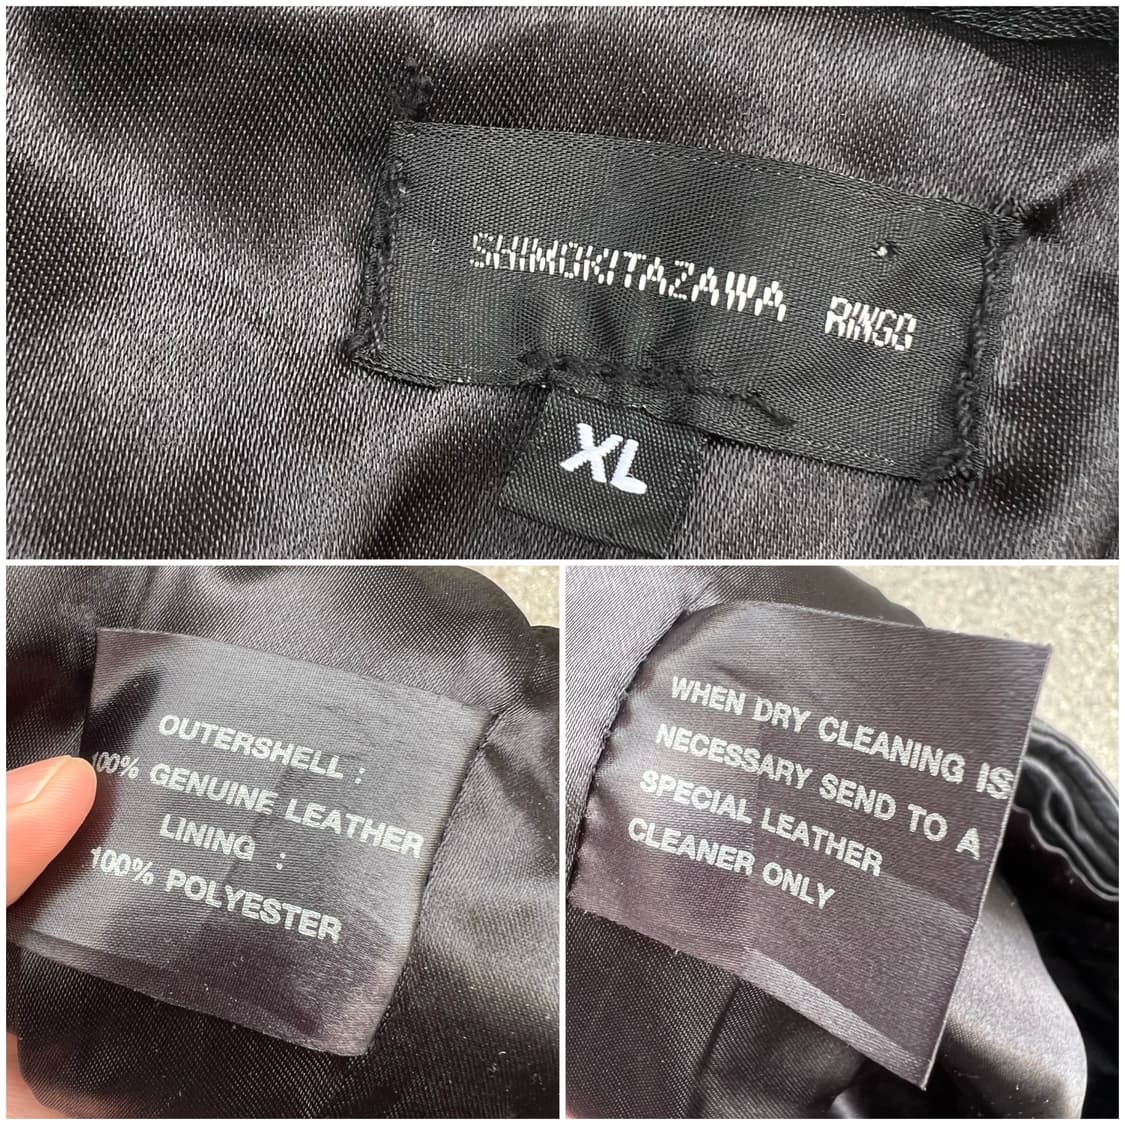 SHIMOKITAZAWA RINGO
XL
OUTERSHELL :
100% GENUINE LEATHER
LINING :
100% POLYESTER
WHEN DRY CLEANING IS
NECESSARY SEND TO A
SPECIAL LEATHER
CLEANER ONLY